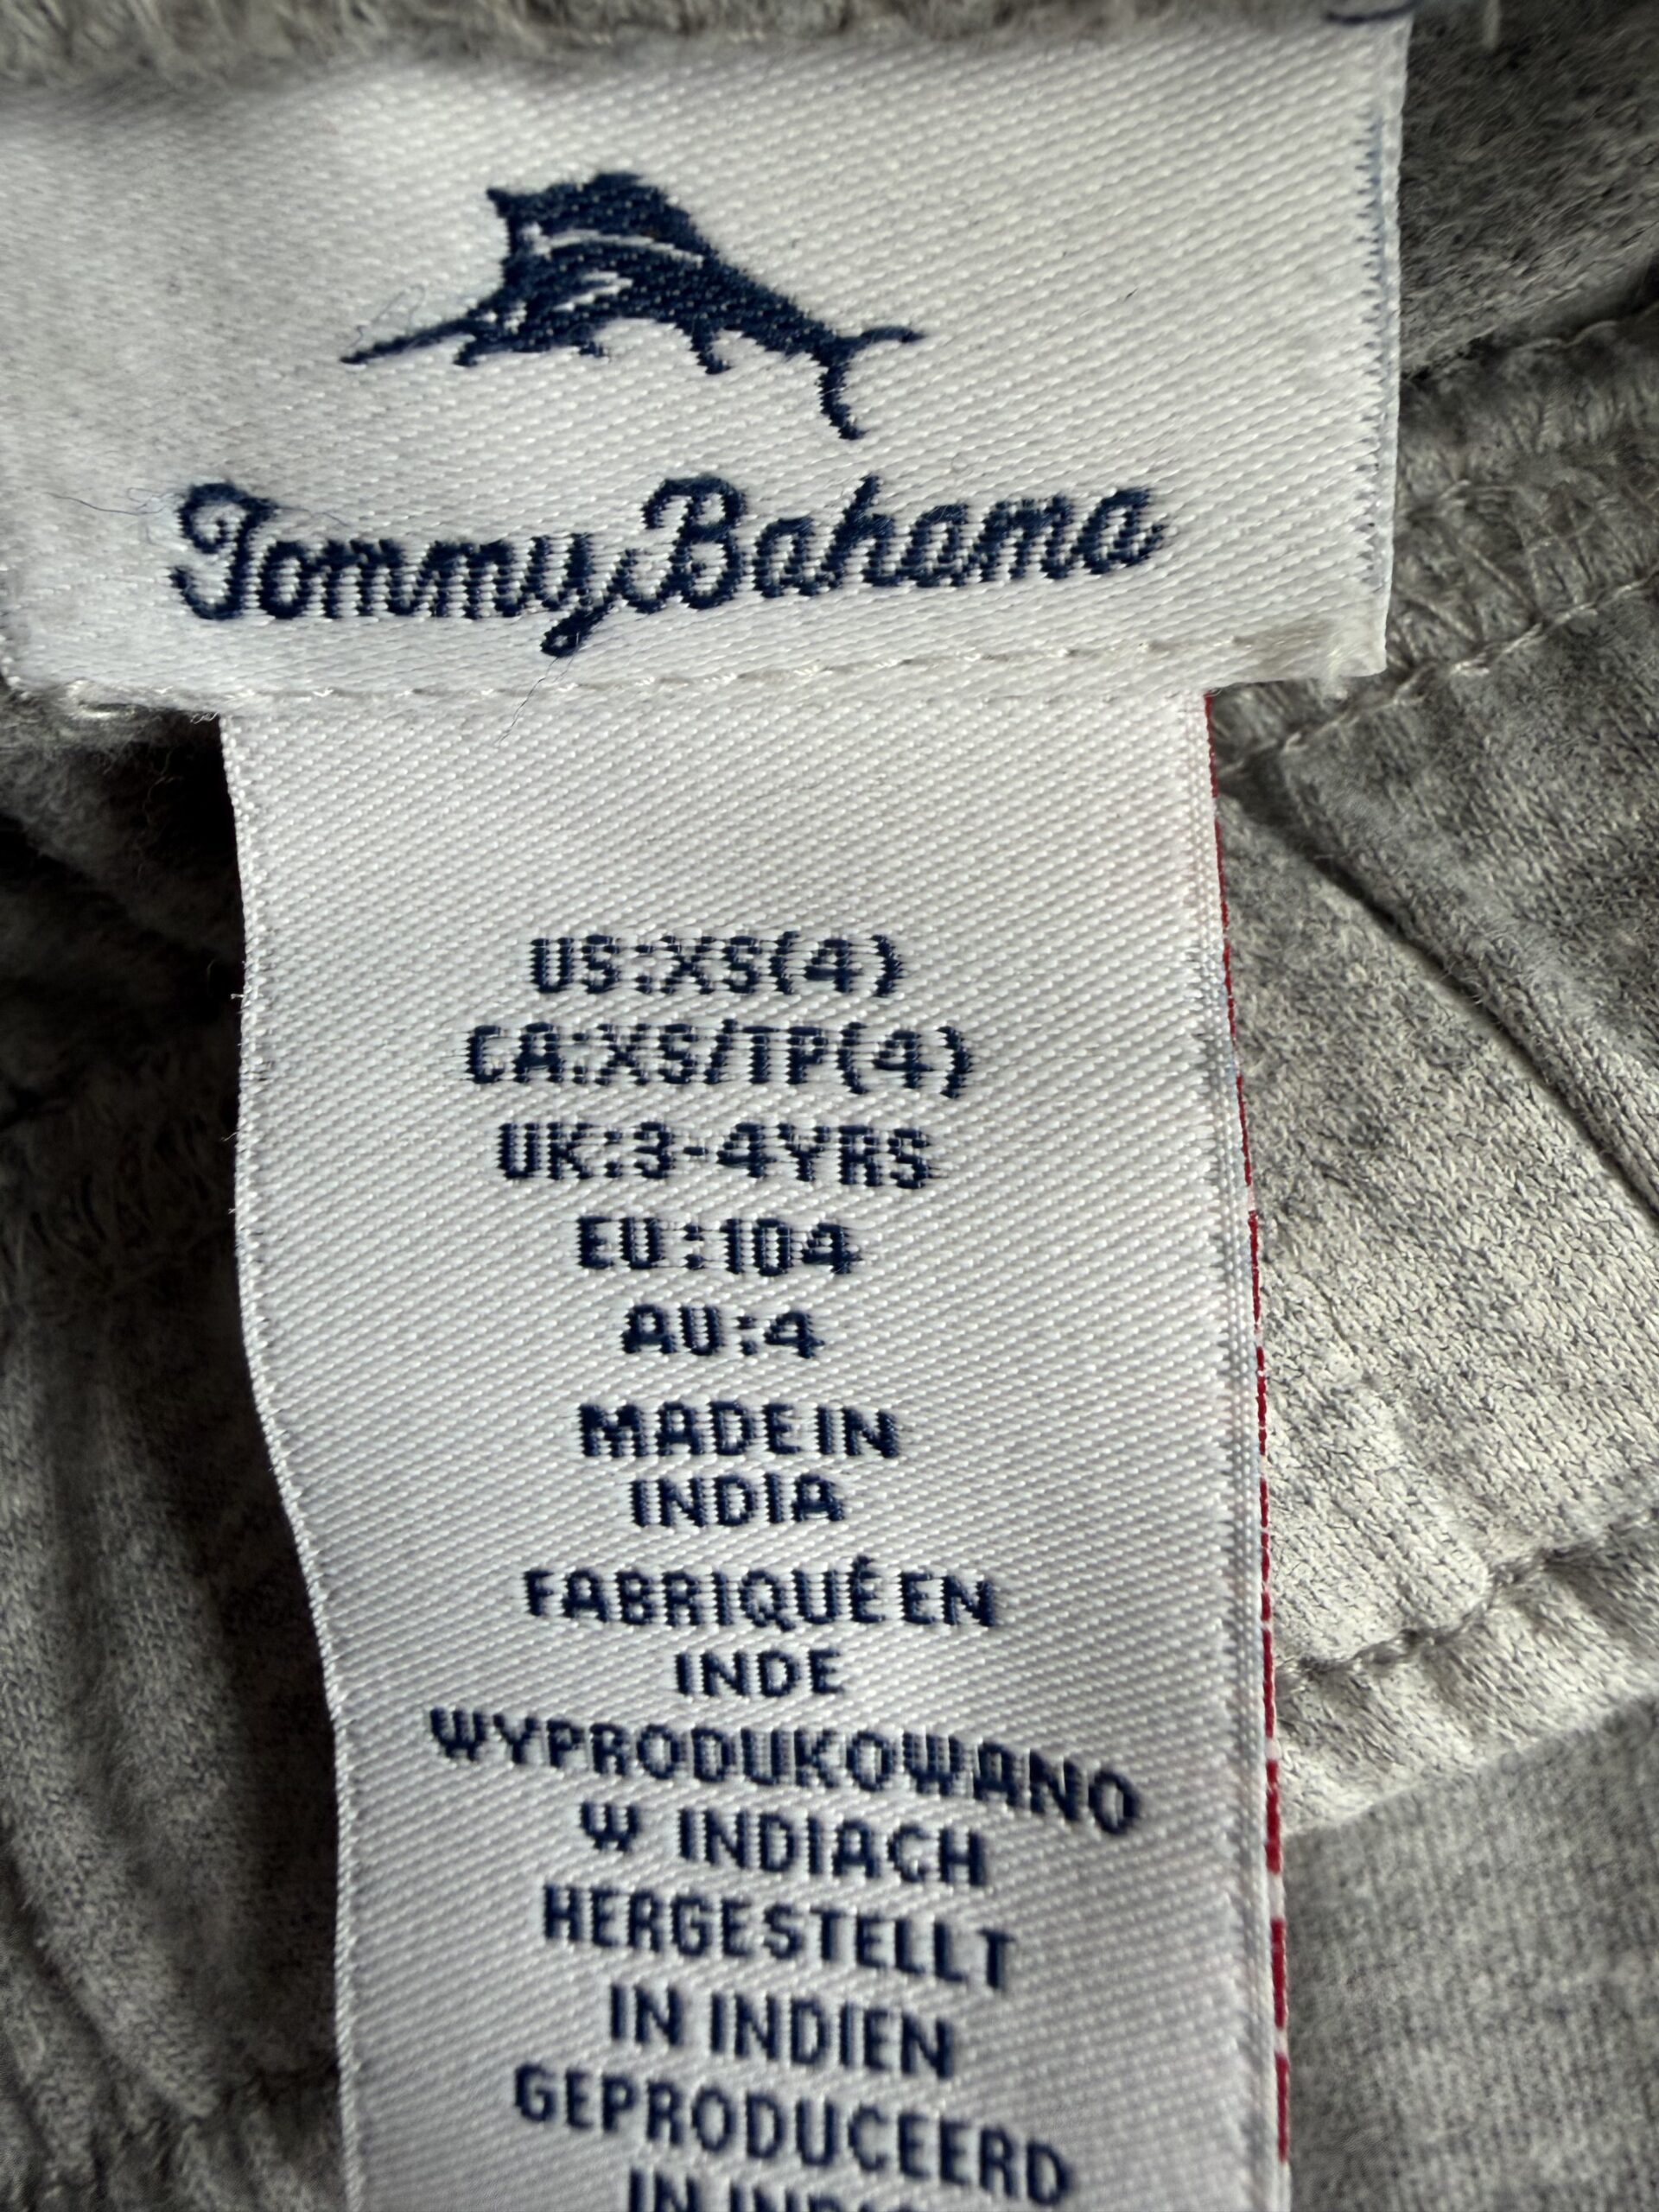 Tommy Bahama
US:XS(4)
CA:XS/TP(4)
UK:3-4YRS
EU:104
AU:4
MADE IN
INDIA
FABRIQUÉ EN
INDE
WYPRODUKOWANO
W INDIACH
HERGESTELLT
IN INDIEN
GEPRODUCEERD
IN